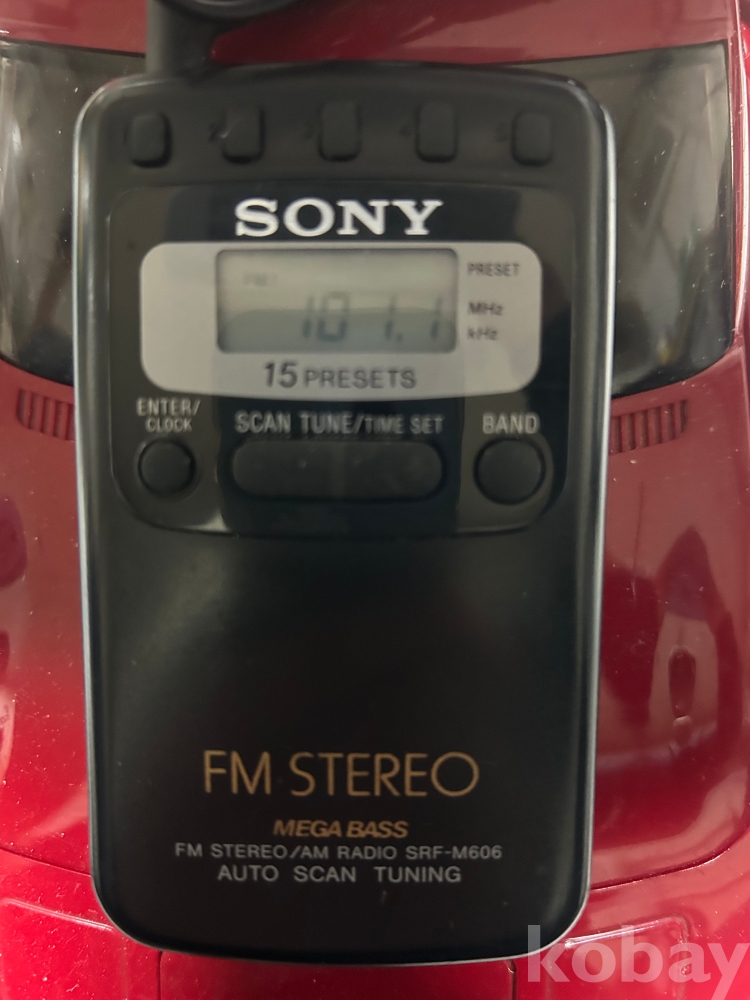 SONY
FM
101.1
PRESET
MHz
kHz
15 PRESETS
ENTER/
CLOCK
SCAN TUNE/TIME SET
BAND
FM STEREO
MEGA BASS
FM STEREO/AM RADIO SRF-M606
AUTO SCAN TUNING
kobay